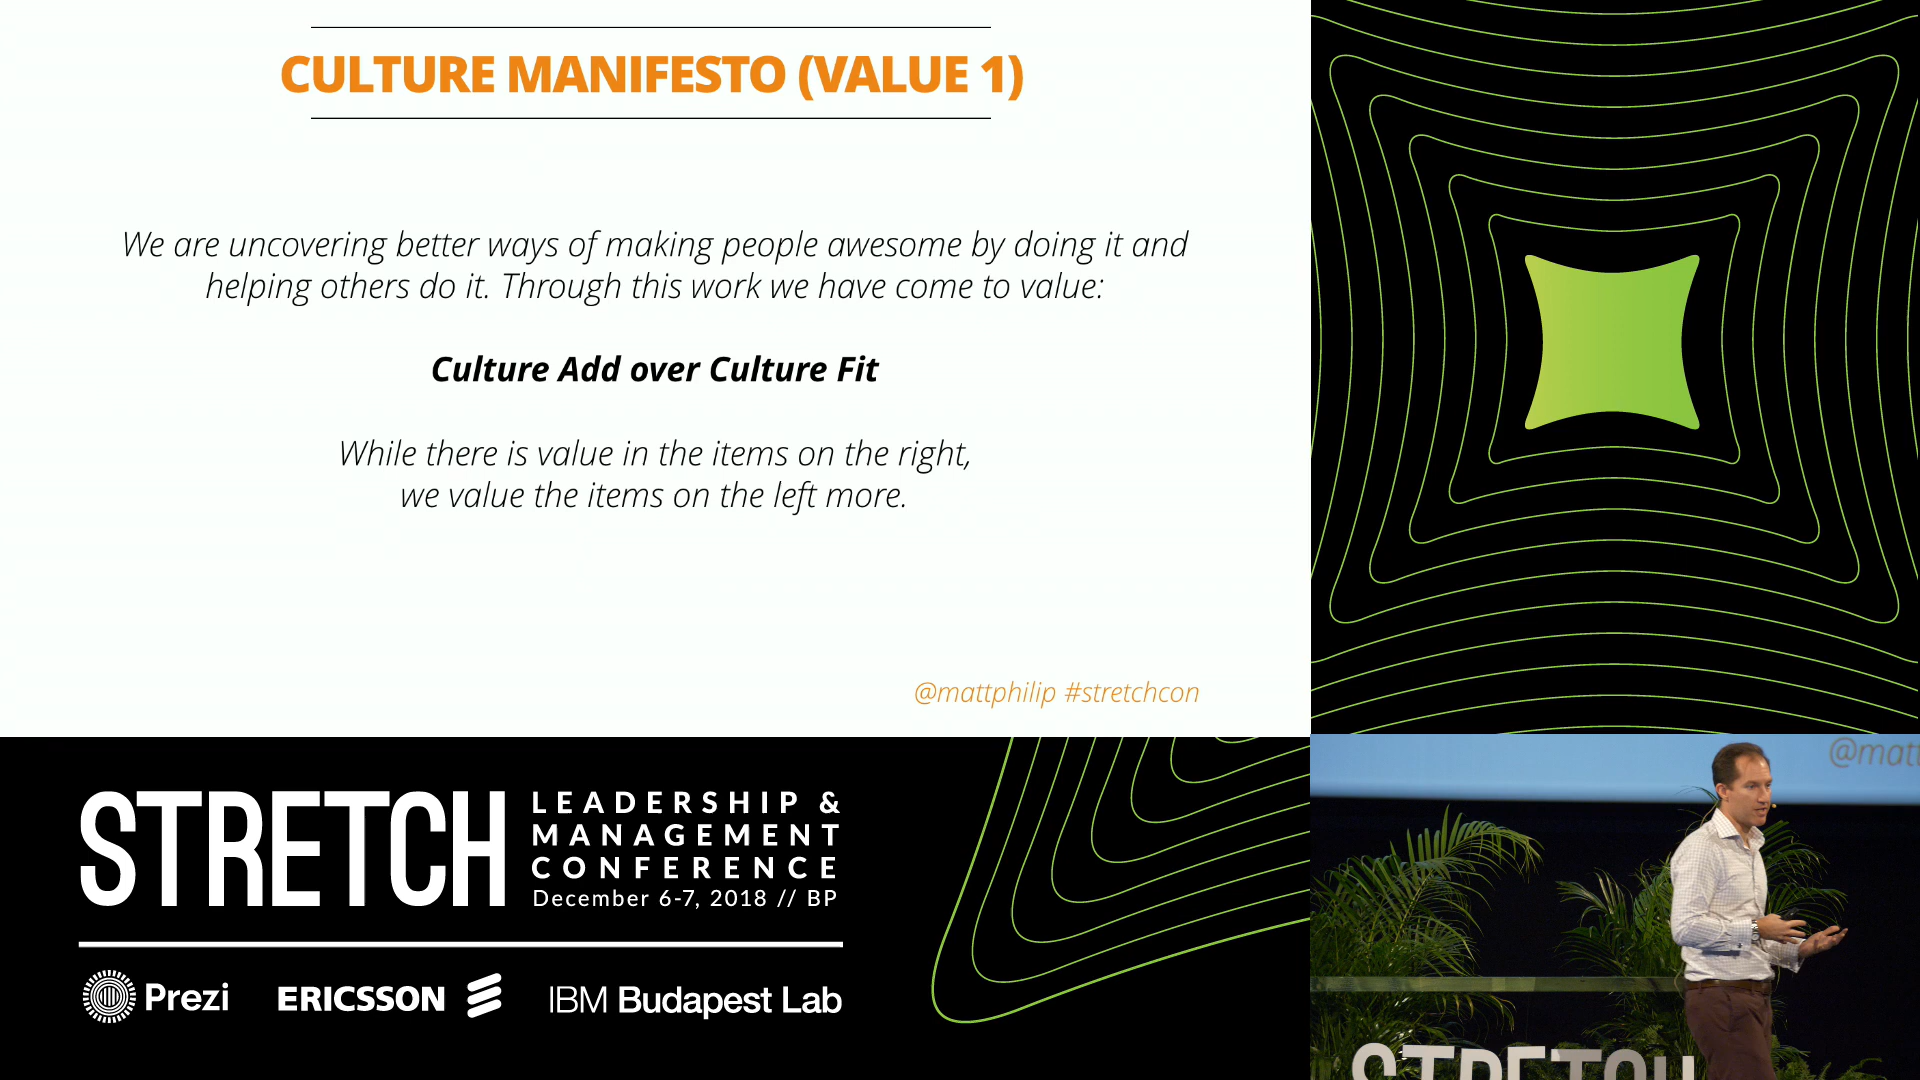 CULTURE MANIFESTO (VALUE 1)
We are uncovering better ways of making people awesome by doing it and
helping others do it. Through this work we have come to value:
Culture Add over Culture Fit
While there is value in the items on the right,
we value the items on the left more.
@mattphilip #stretchcon
STRETCH
LEADERSHIP &
MANAGEMENT
CONFERENCE
December 6-7, 2018 // BP
Prezi
ERICSSON
IBM Budapest Lab
@matt
STRETCH